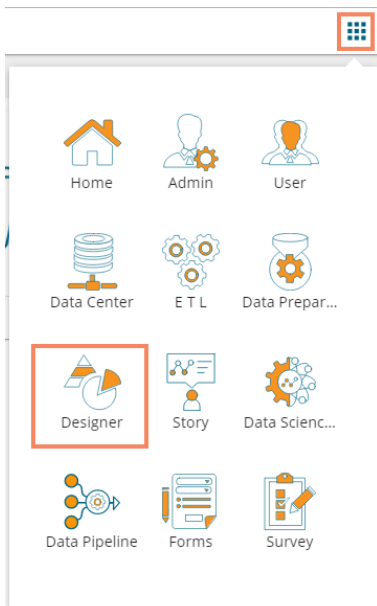 Home
Admin
User
Data Center
E T L
Data Prepar...
Designer
Story
Data Scienc...
Data Pipeline
Forms
Survey